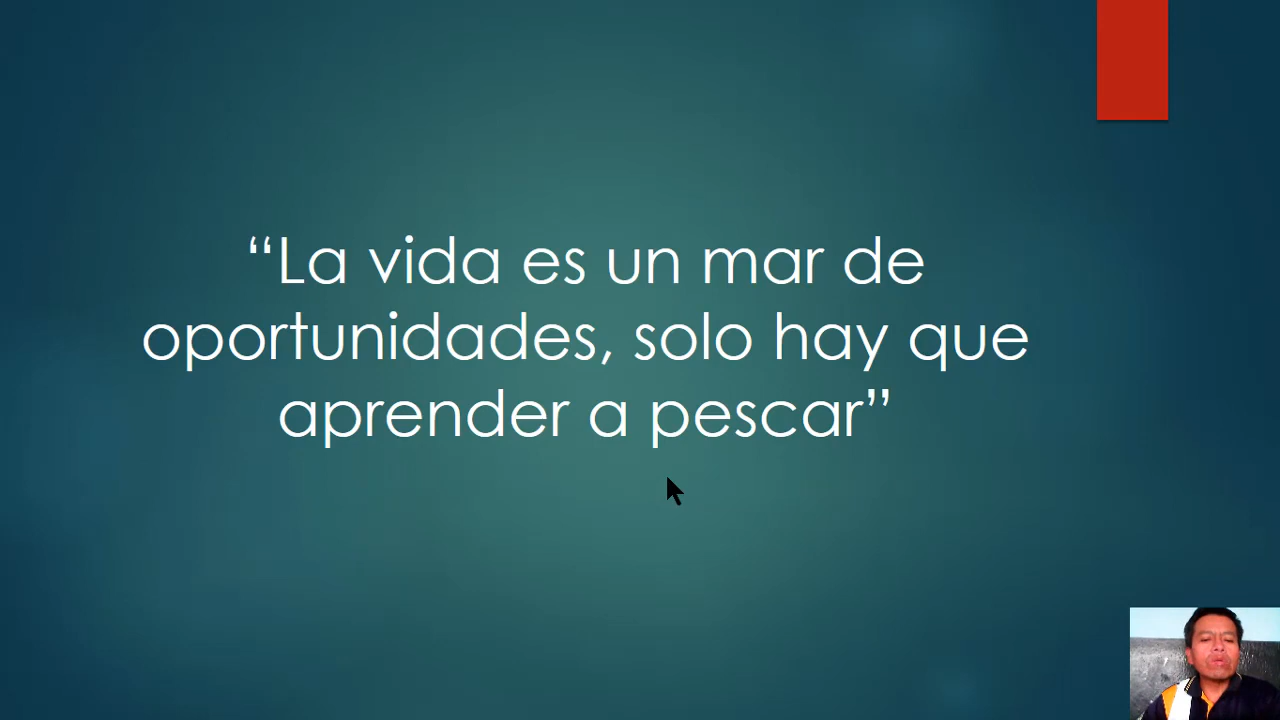 “La vida es un mar de
oportunidades, solo hay que
aprender a pescar”